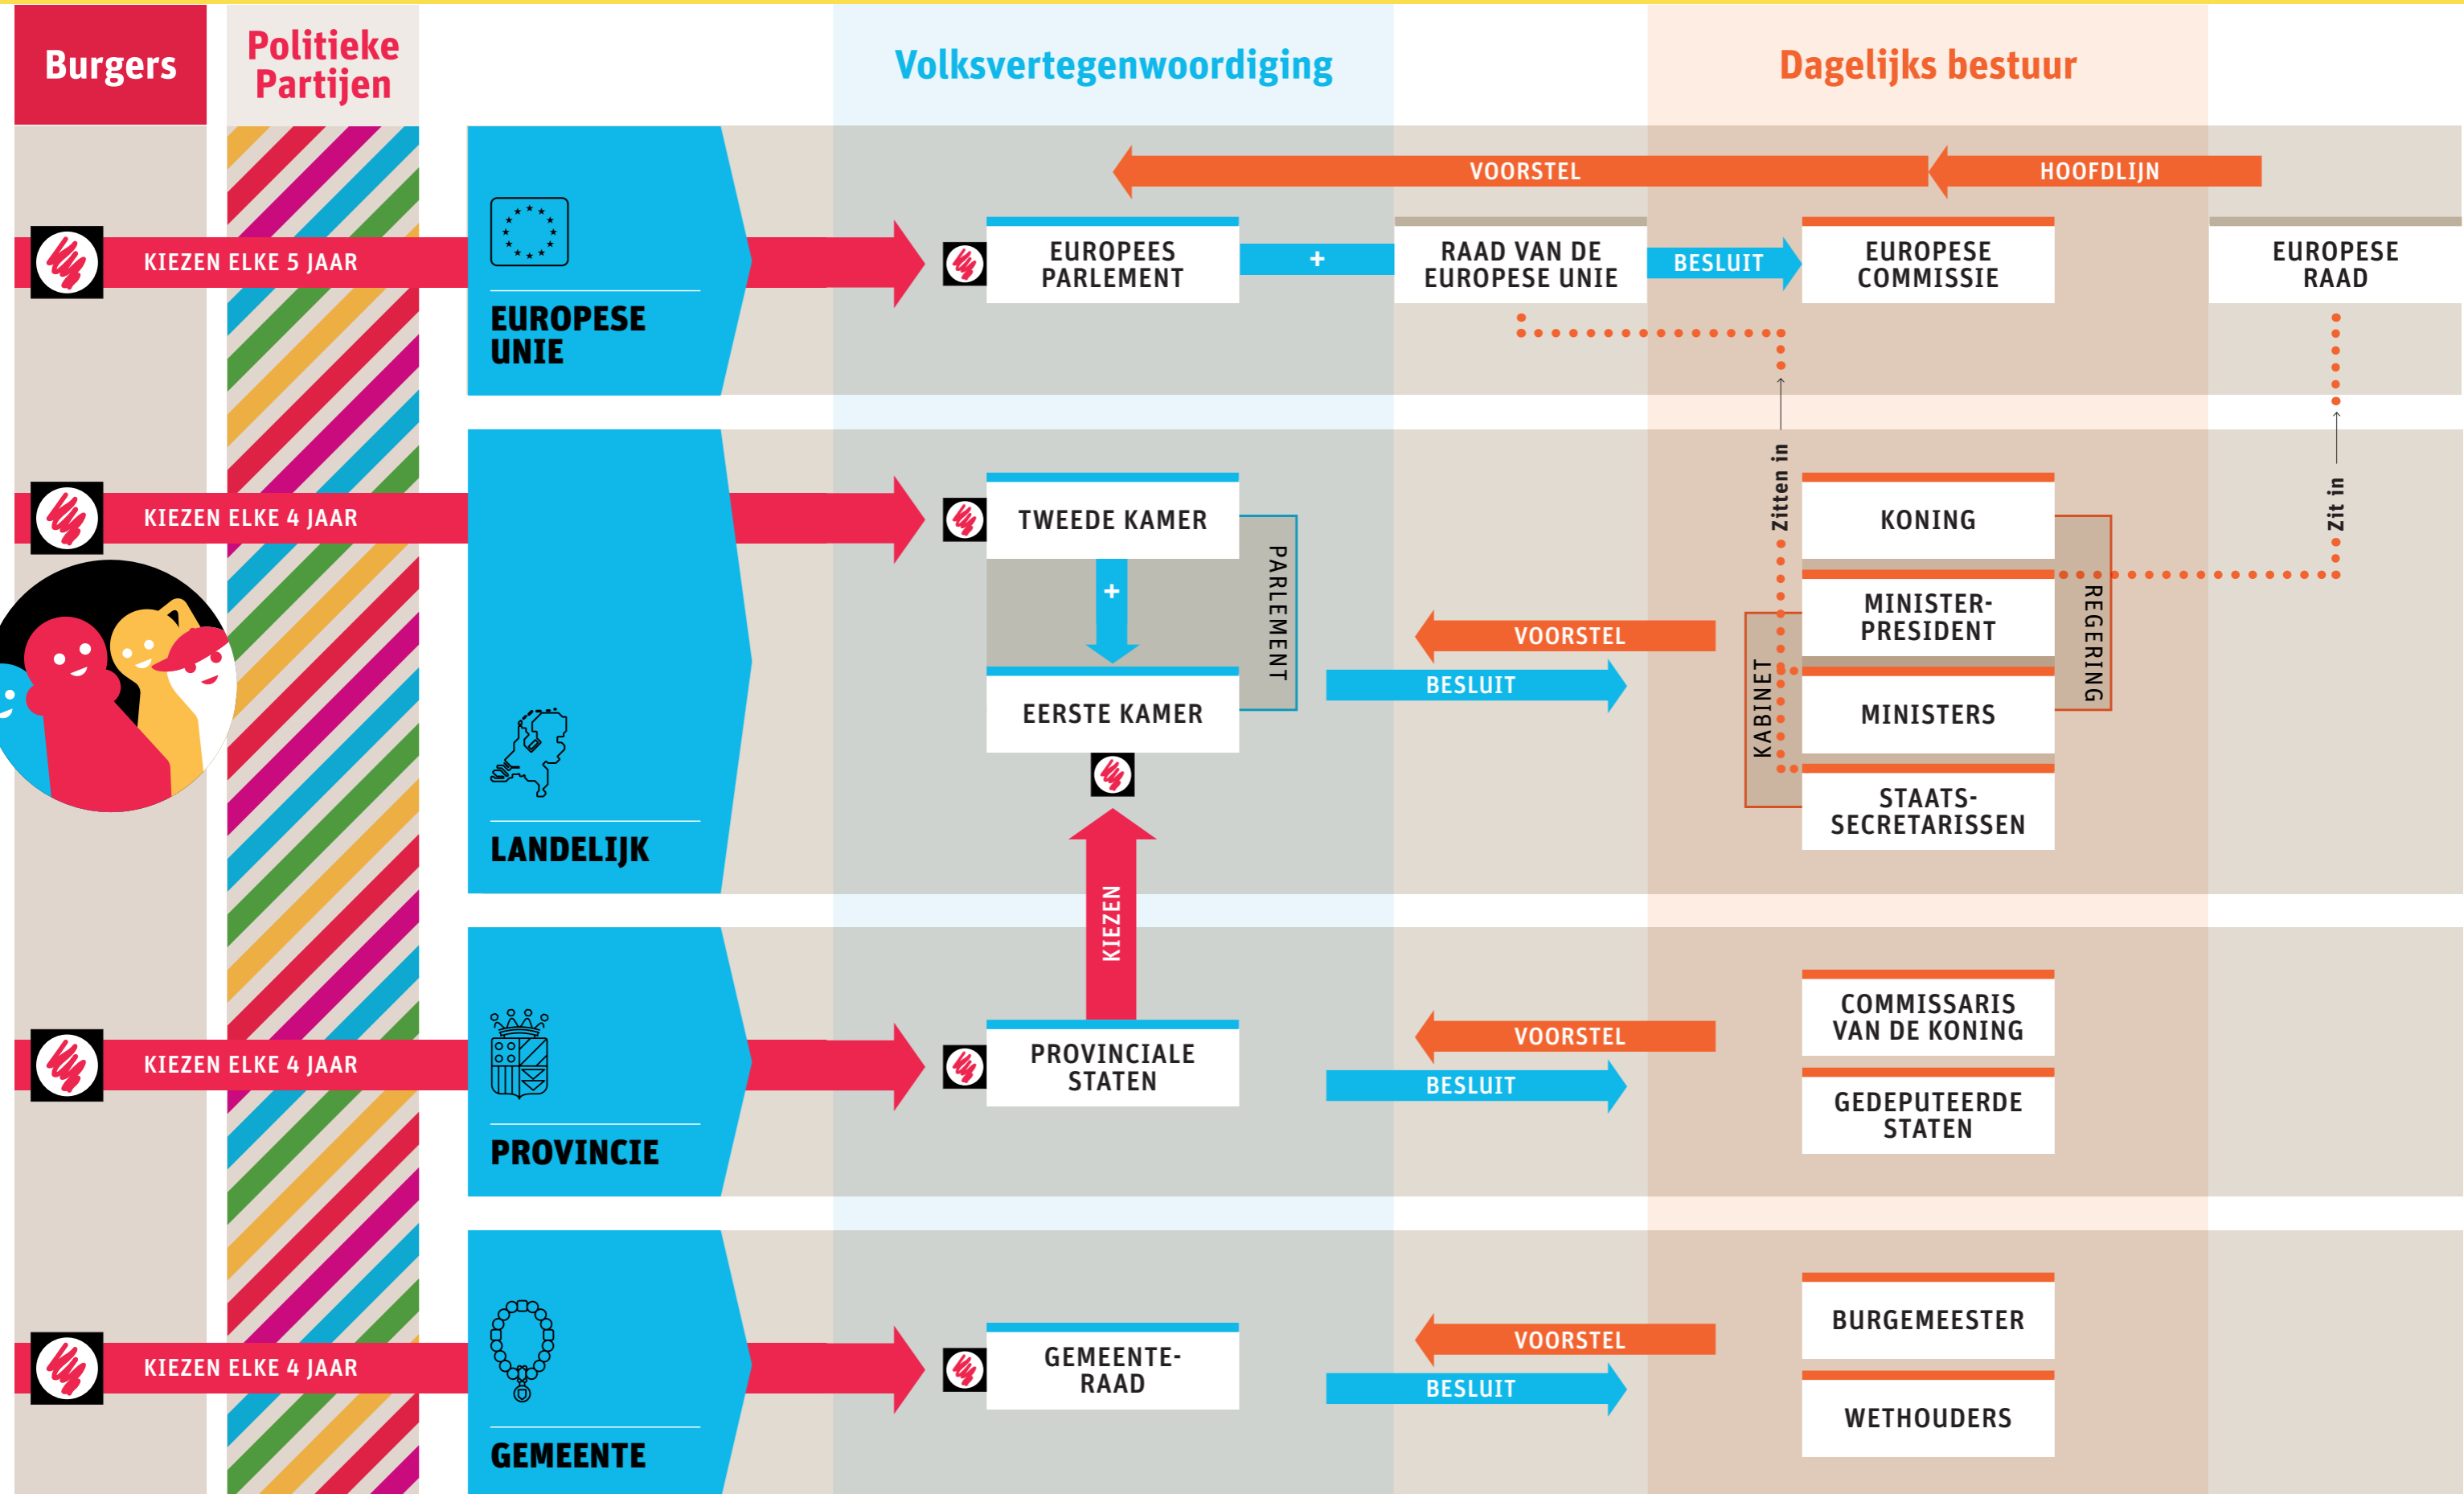 Burgers
Politieke
Partijen
Volksvertegenwoordiging
Dagelijks bestuur
VOORSTEL
HOOFDLIJN
KIEZEN ELKE 5 JAAR
EUROPESE
UNIE
EUROPEES
PARLEMENT
+
RAAD VAN DE
EUROPESE UNIE
BESLUIT
EUROPESE
COMMISSIE
EUROPESE
RAAD
Zitten in
Zit in
KIEZEN ELKE 4 JAAR
LANDELIJK
TWEEDE KAMER
+
EERSTE KAMER
PARLEMENT
VOORSTEL
BESLUIT
KABINET
KONING
MINISTER-
PRESIDENT
MINISTERS
STAATS-
SECRETARISSEN
REGERING
KIEZEN
KIEZEN ELKE 4 JAAR
PROVINCIE
PROVINCIALE
STATEN
VOORSTEL
BESLUIT
COMMISSARIS
VAN DE KONING
GEDEPUTEERDE
STATEN
KIEZEN ELKE 4 JAAR
GEMEENTE
GEMEENTE-
RAAD
VOORSTEL
BESLUIT
BURGEMEESTER
WETHOUDERS